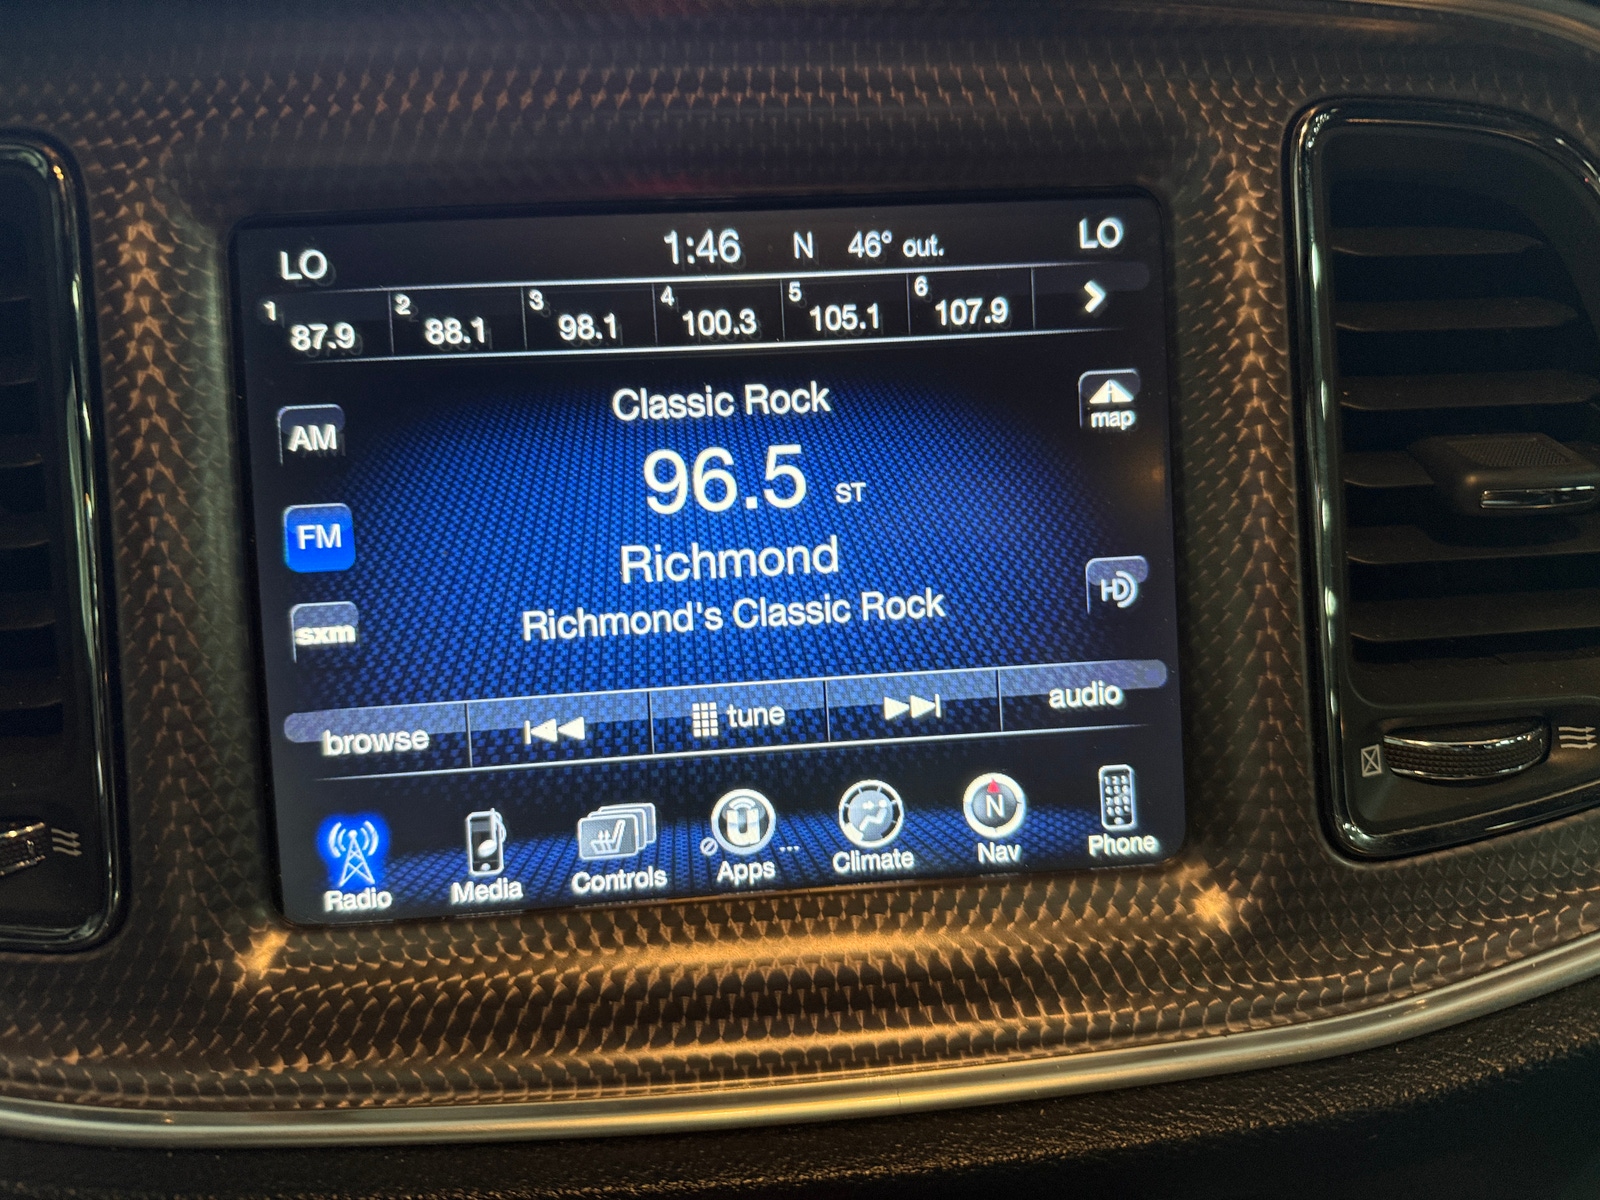 LO 1:46 N 46° out. LO
1 87.9 2 88.1 3 98.1 4 100.3 5 105.1 6 107.9
Classic Rock
AM
map
96.5 ST
FM
Richmond
HD
Richmond's Classic Rock
sxm
browse tune audio
Radio Media Controls Apps ... Climate N Nav Phone